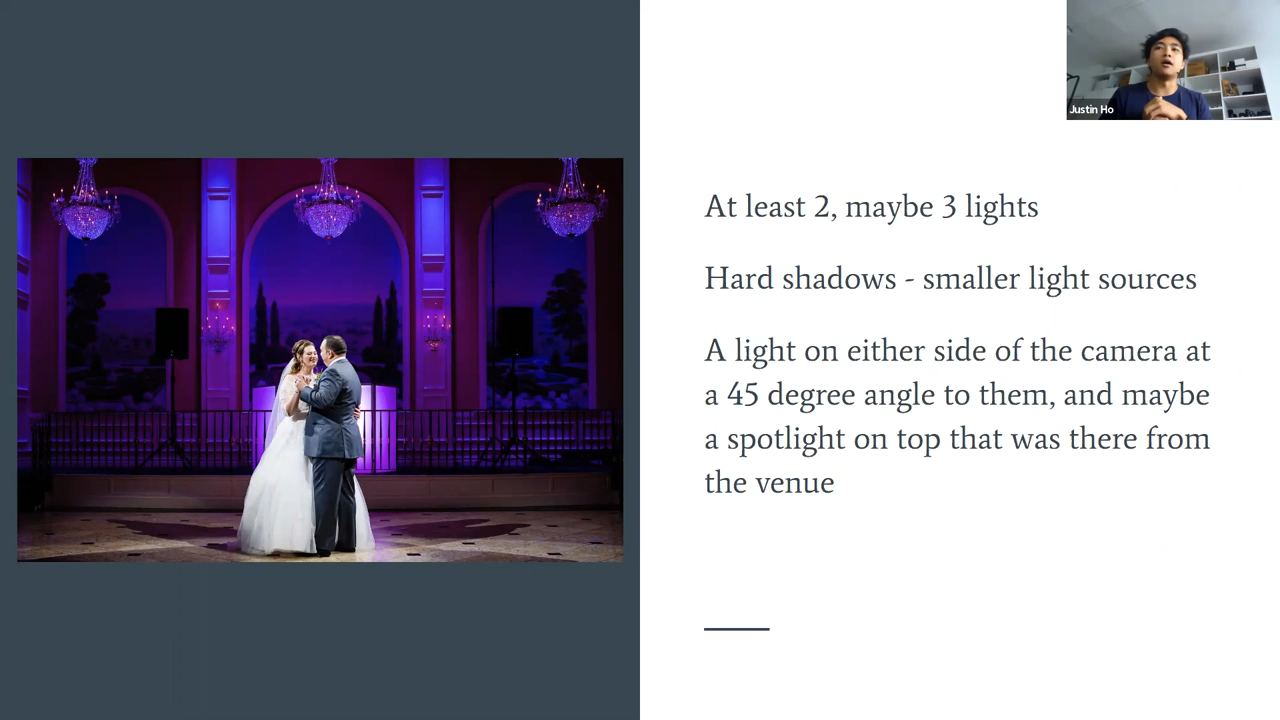 Justin Ho
At least 2, maybe 3 lights
Hard shadows - smaller light sources
A light on either side of the camera at
a 45 degree angle to them, and maybe
a spotlight on top that was there from
the venue